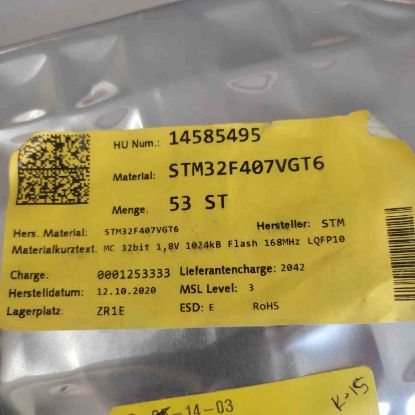 HU Num.: 14585495
Material: STM32F407VGT6
Menge: 53 ST
Hers. Material: STM32F407VGT6 Hersteller: STM
Materialkurztext: MC 32bit 1,8V 1024kB Flash 168MHz LQFP10
Charge: 0001253333 Lieferantencharge: 2042
Herstelldatum: 12.10.2020 MSL Level: 3
Lagerplatz: ZR1E ESD: E RoHS
-14-03
K-15